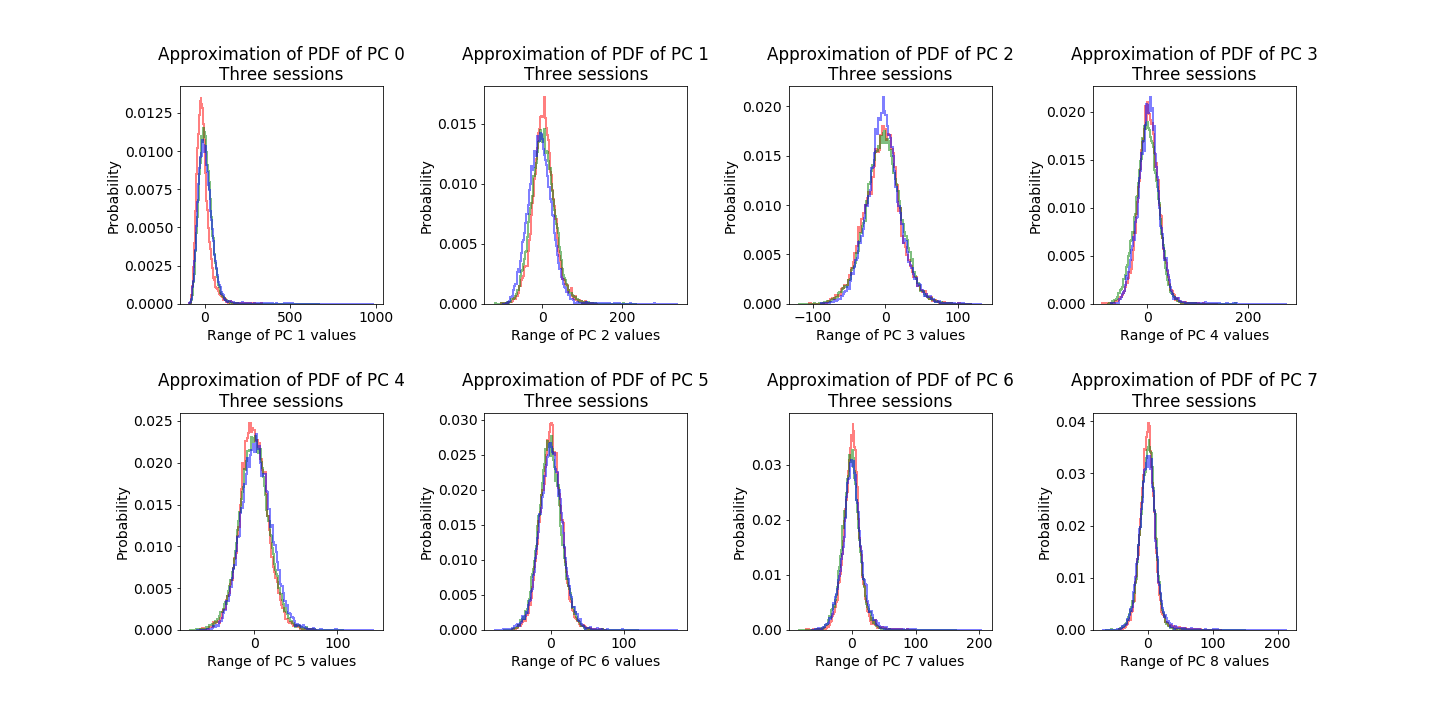 Approximation of PDF of PC 0
Three sessions
0.0125
0.0100
0.0075
0.0050
0.0025
0.0000
Probability
0 500 1000
Range of PC 1 values
Approximation of PDF of PC 1
Three sessions
0.015
0.010
0.005
0.000
Probability
0 200
Range of PC 2 values
Approximation of PDF of PC 2
Three sessions
0.020
0.015
0.010
0.005
0.000
Probability
−100 0 100
Range of PC 3 values
Approximation of PDF of PC 3
Three sessions
0.020
0.015
0.010
0.005
0.000
Probability
0 200
Range of PC 4 values
Approximation of PDF of PC 4
Three sessions
0.025
0.020
0.015
0.010
0.005
0.000
Probability
0 100
Range of PC 5 values
Approximation of PDF of PC 5
Three sessions
0.030
0.025
0.020
0.015
0.010
0.005
0.000
Probability
0 100
Range of PC 6 values
Approximation of PDF of PC 6
Three sessions
0.03
0.02
0.01
0.00
Probability
0 100 200
Range of PC 7 values
Approximation of PDF of PC 7
Three sessions
0.04
0.03
0.02
0.01
0.00
Probability
0 100 200
Range of PC 8 values